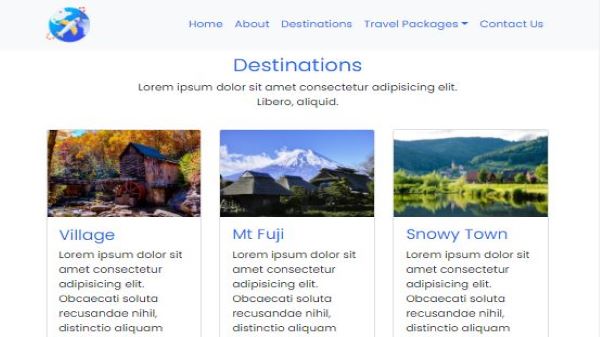 Home About Destinations Travel Packages Contact Us
Destinations
Lorem ipsum dolor sit amet consectetur adipisicing elit.
Libero, aliquid.
Village
Lorem ipsum dolor sit
amet consectetur
adipisicing elit.
Obcaecati soluta
recusandae nihil,
distinctio aliquam
Mt Fuji
Lorem ipsum dolor sit
amet consectetur
adipisicing elit.
Obcaecati soluta
recusandae nihil,
distinctio aliquam
Snowy Town
Lorem ipsum dolor sit
amet consectetur
adipisicing elit.
Obcaecati soluta
recusandae nihil,
distinctio aliquam